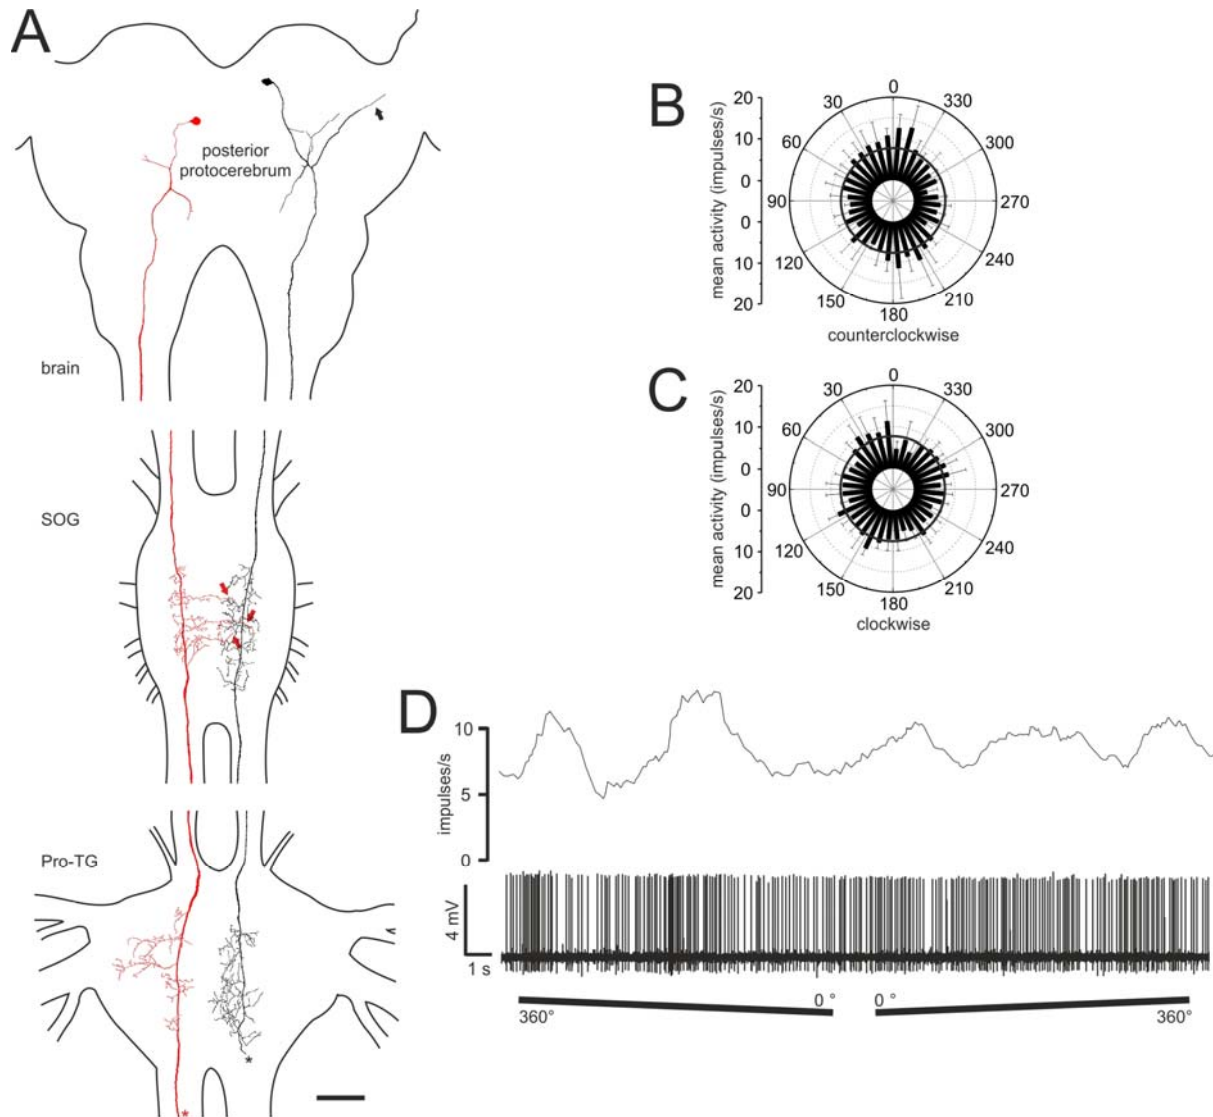 A
posterior
protocerebrum
brain
SOG
Pro-TG
*
*
B
mean activity (impulses/s)
20
10
0
0
10
20
0
330
300
270
240
210
180
150
120
90
60
30
counterclockwise
C
mean activity (impulses/s)
20
10
0
0
10
20
0
330
300
270
240
210
180
150
120
90
60
30
clockwise
D
impulses/s
10
5
0
4 mV
1 s
360°
0 °
0 °
360°